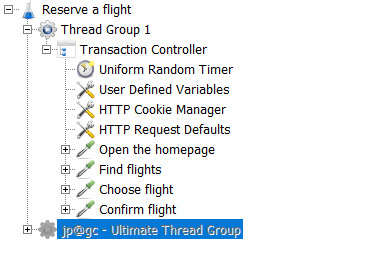 Reserve a flight
Thread Group 1
Transaction Controller
Uniform Random Timer
User Defined Variables
HTTP Cookie Manager
HTTP Request Defaults
Open the homepage
Find flights
Choose flight
Confirm flight
jp@gc - Ultimate Thread Group